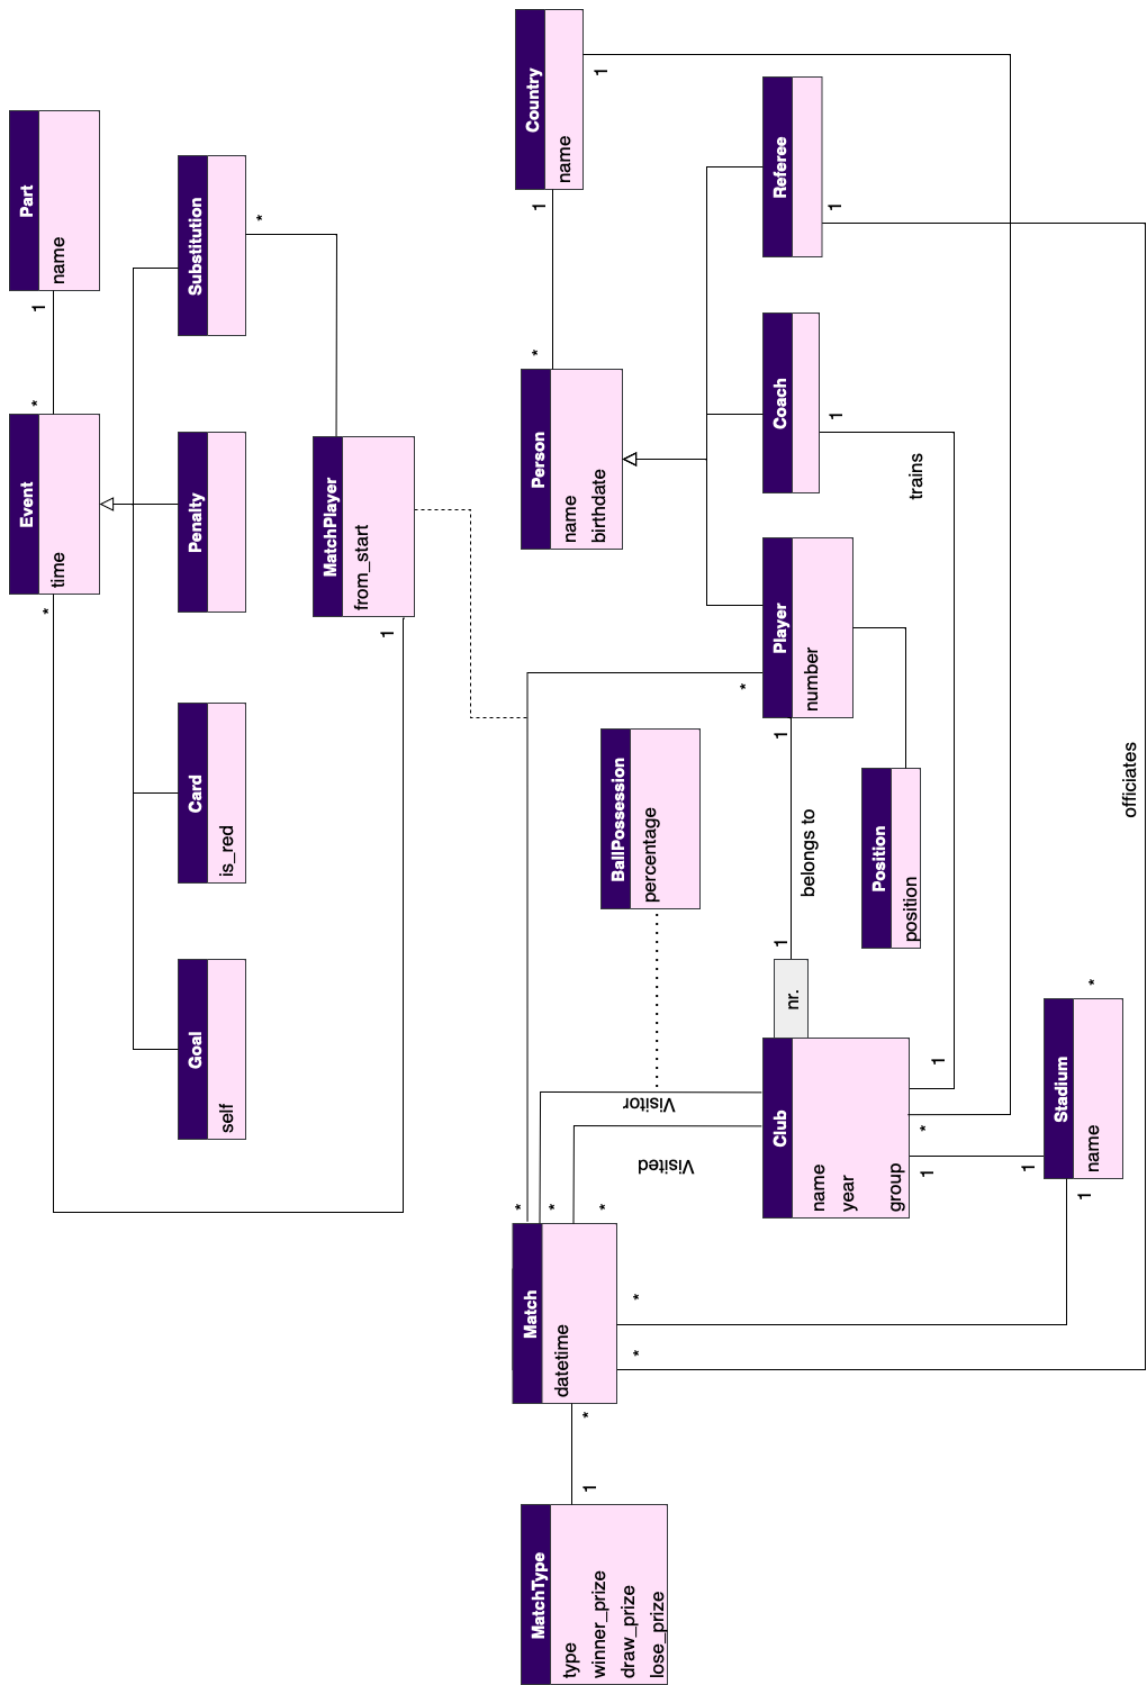 Part
name
1
*
Event
time
*
Substitution
*
Penalty
Card
is_red
Goal
self
MatchPlayer
from_start
1
Country
name
1
1
*
Person
name
birthdate
Referee
1
Coach
1
trains
Player
number
*
1
belongs to
1
nr.
Position
position
BallPossession
percentage
officiates
Visitor
Visited
Club
name
year
group
1
*
1
1
Stadium
name
*
1
*
*
*
Match
datetime
*
*
*
1
MatchType
type
winner_prize
draw_prize
lose_prize